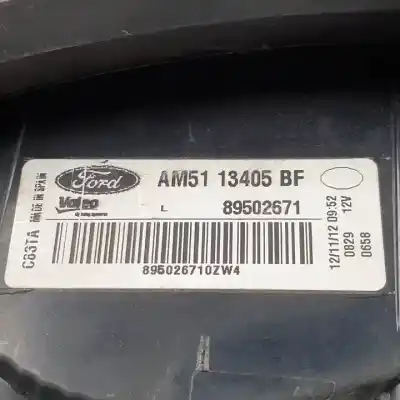 Ford AM51 13405 BF
Valeo L 89502671
895026710ZW4
C83TA MADE IN SPAIN
12/11/12 09:52
0829 12V
0658